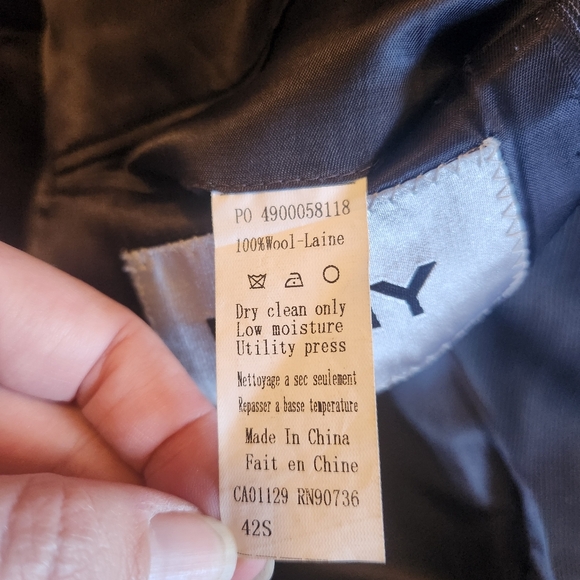 PO 4900058118
100%Wool-Laine
Dry clean only
Low moisture
Utility press
Nettoyage a sec seulement
Repasser a basse temperature
Made In China
Fait en Chine
CA01129 RN90736
42S